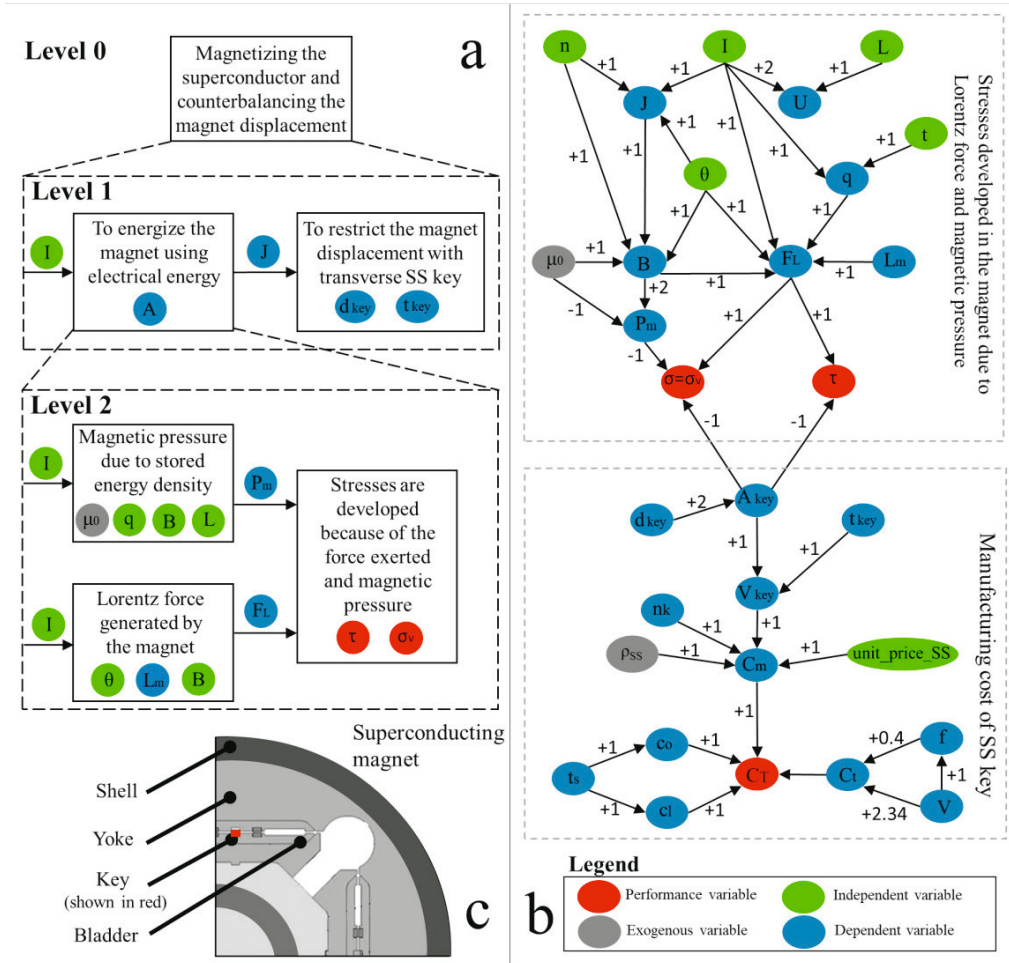 a
Level 0
Magnetizing the
superconductor and
counterbalancing the
magnet displacement
Level 1
I
To energize the
magnet using
electrical energy
A
J
To restrict the magnet
displacement with
transverse SS key
d key
t key
Level 2
I
Magnetic pressure
due to stored
energy density
μ0
q
B
L
Pm
I
Lorentz force
generated by
the magnet
θ
Lm
B
FL
Stresses are
developed
because of the
force exerted
and magnetic
pressure
τ
σv
Superconducting
magnet
Shell
Yoke
Key
(shown in red)
Bladder
c
n
I
L
+1
+1
+2
+1
J
U
+1
+1
t
+1
+1
+1
+1
θ
q
+1
+1
+1
μ0
+1
B
FL
Lm
+2
+1
+1
-1
Pm
+1
+1
-1
σ=σv
τ
-1
-1
Stresses developed in the magnet due to
Lorentz force and magnetic pressure
A key
d key
+2
t key
+1
+1
V key
nk
+1
+1
ρss
+1
Cm
+1
unit_price_SS
+1
co
+1
+1
ts
CT
Ct
+0.4
f
+1
+1
cl
+1
+2.34
V
Manufacturing cost of SS key
b
Legend
Performance variable
Independent variable
Exogenous variable
Dependent variable